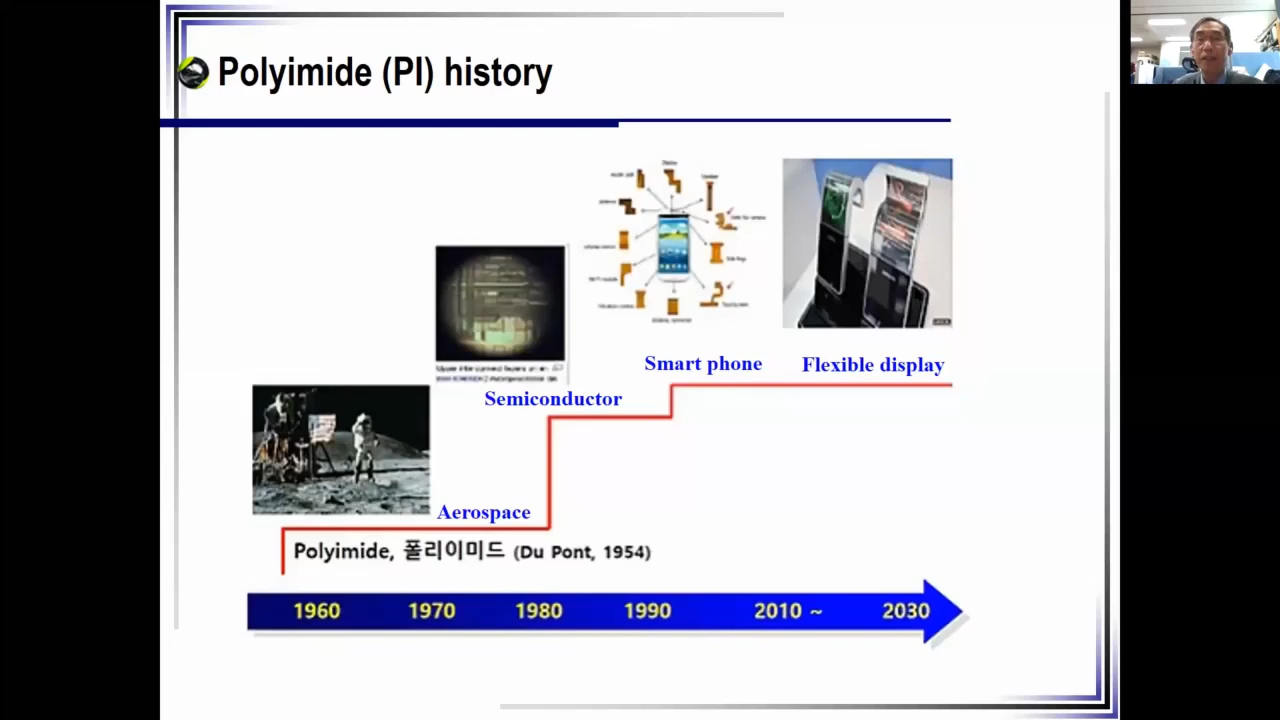 Polyimide (PI) history
Display
Smart phone
Flexible display
Semiconductor
Aerospace
Polyimide, 폴리이미드 (Du Pont, 1954)
1960 1970 1980 1990 2010 ~ 2030